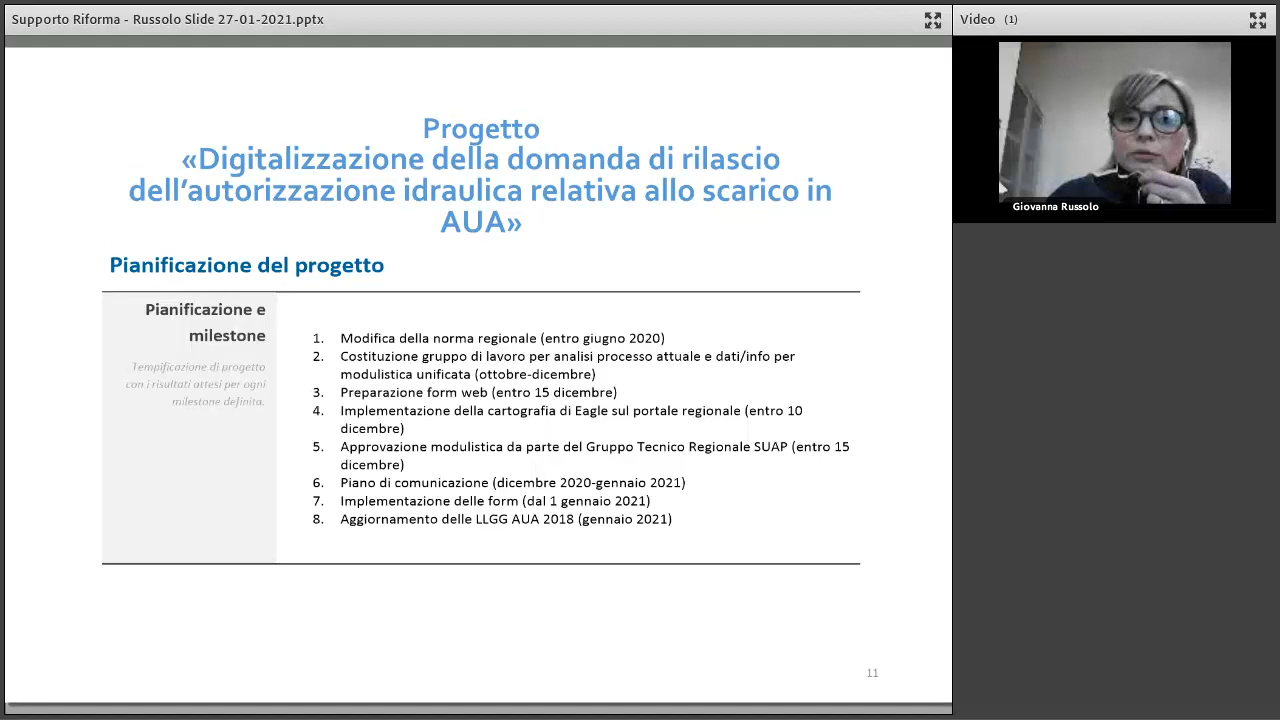 Supporto Riforma - Russolo Slide 27-01-2021.pptx
Video (1)
Giovanna Russolo
Progetto
«Digitalizzazione della domanda di rilascio
dell’autorizzazione idraulica relativa allo scarico in
AUA»
Pianificazione del progetto
Pianificazione e
milestone
Tempificazione di progetto
con i risultati attesi per ogni
milestone definita.
1. Modifica della norma regionale (entro giugno 2020)
2. Costituzione gruppo di lavoro per analisi processo attuale e dati/info per
modulistica unificata (ottobre-dicembre)
3. Preparazione form web (entro 15 dicembre)
4. Implementazione della cartografia di Eagle sul portale regionale (entro 10
dicembre)
5. Approvazione modulistica da parte del Gruppo Tecnico Regionale SUAP (entro 15
dicembre)
6. Piano di comunicazione (dicembre 2020-gennaio 2021)
7. Implementazione delle form (dal 1 gennaio 2021)
8. Aggiornamento delle LLGG AUA 2018 (gennaio 2021)
11